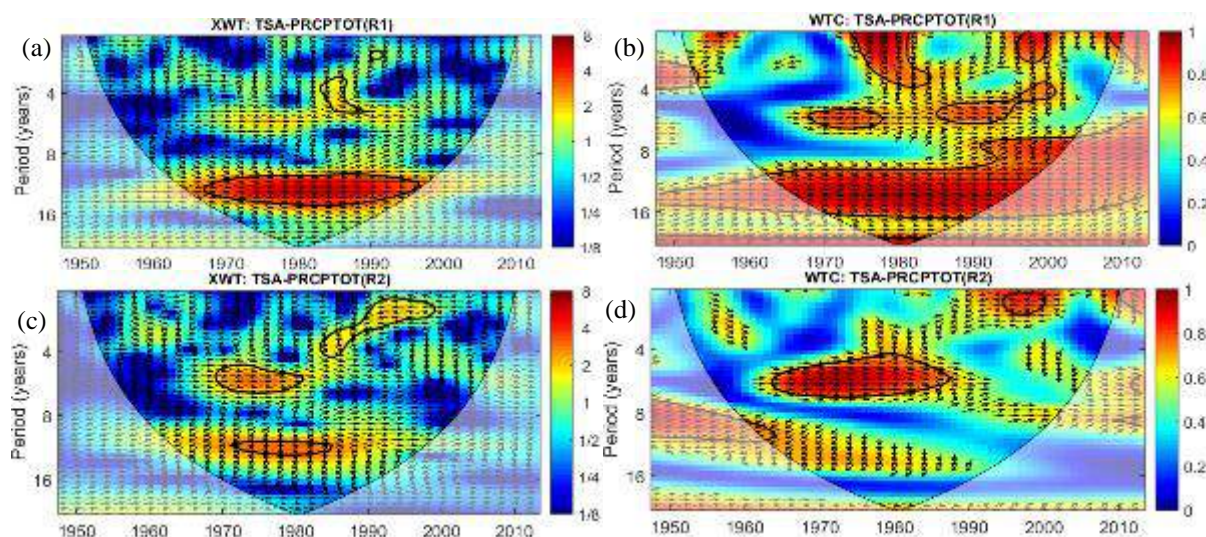 (a)
XWT: TSA-PRCPTOT(R1)
Period (years)
4
8
16
1950 1960 1970 1980 1990 2000 2010
8
4
2
1
1/2
1/4
1/8
(b)
WTC: TSA-PRCPTOT(R1)
Period (years)
4
8
16
1950 1960 1970 1980 1990 2000 2010
1
0.8
0.6
0.4
0.2
0
(c)
XWT: TSA-PRCPTOT(R2)
Period (years)
4
8
16
1950 1960 1970 1980 1990 2000 2010
8
4
2
1
1/2
1/4
1/8
(d)
WTC: TSA-PRCPTOT(R2)
Period (years)
4
8
16
1950 1960 1970 1980 1990 2000 2010
1
0.8
0.6
0.4
0.2
0